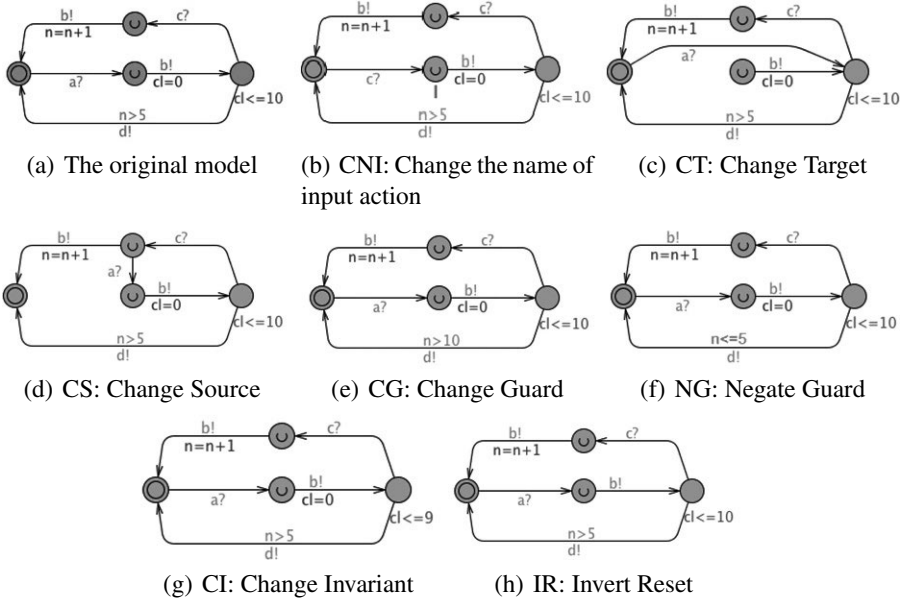 b!
c?
n=n+1
a?
b!
cl=0
cl<=10
n>5
d!
(a) The original model
b!
c?
n=n+1
c?
b!
cl=0
cl<=10
n>5
d!
(b) CNI: Change the name of
input action
b!
c?
n=n+1
a?
b!
cl=0
cl<=10
n>5
d!
(c) CT: Change Target
b!
c?
n=n+1
a?
b!
cl=0
cl<=10
n>5
d!
(d) CS: Change Source
b!
c?
n=n+1
a?
b!
cl=0
cl<=10
n>10
d!
(e) CG: Change Guard
b!
c?
n=n+1
a?
b!
cl=0
cl<=10
n<=5
d!
(f) NG: Negate Guard
b!
c?
n=n+1
a?
b!
cl=0
cl<=9
n>5
d!
(g) CI: Change Invariant
b!
c?
n=n+1
a?
b!
cl<=10
n>5
d!
(h) IR: Invert Reset